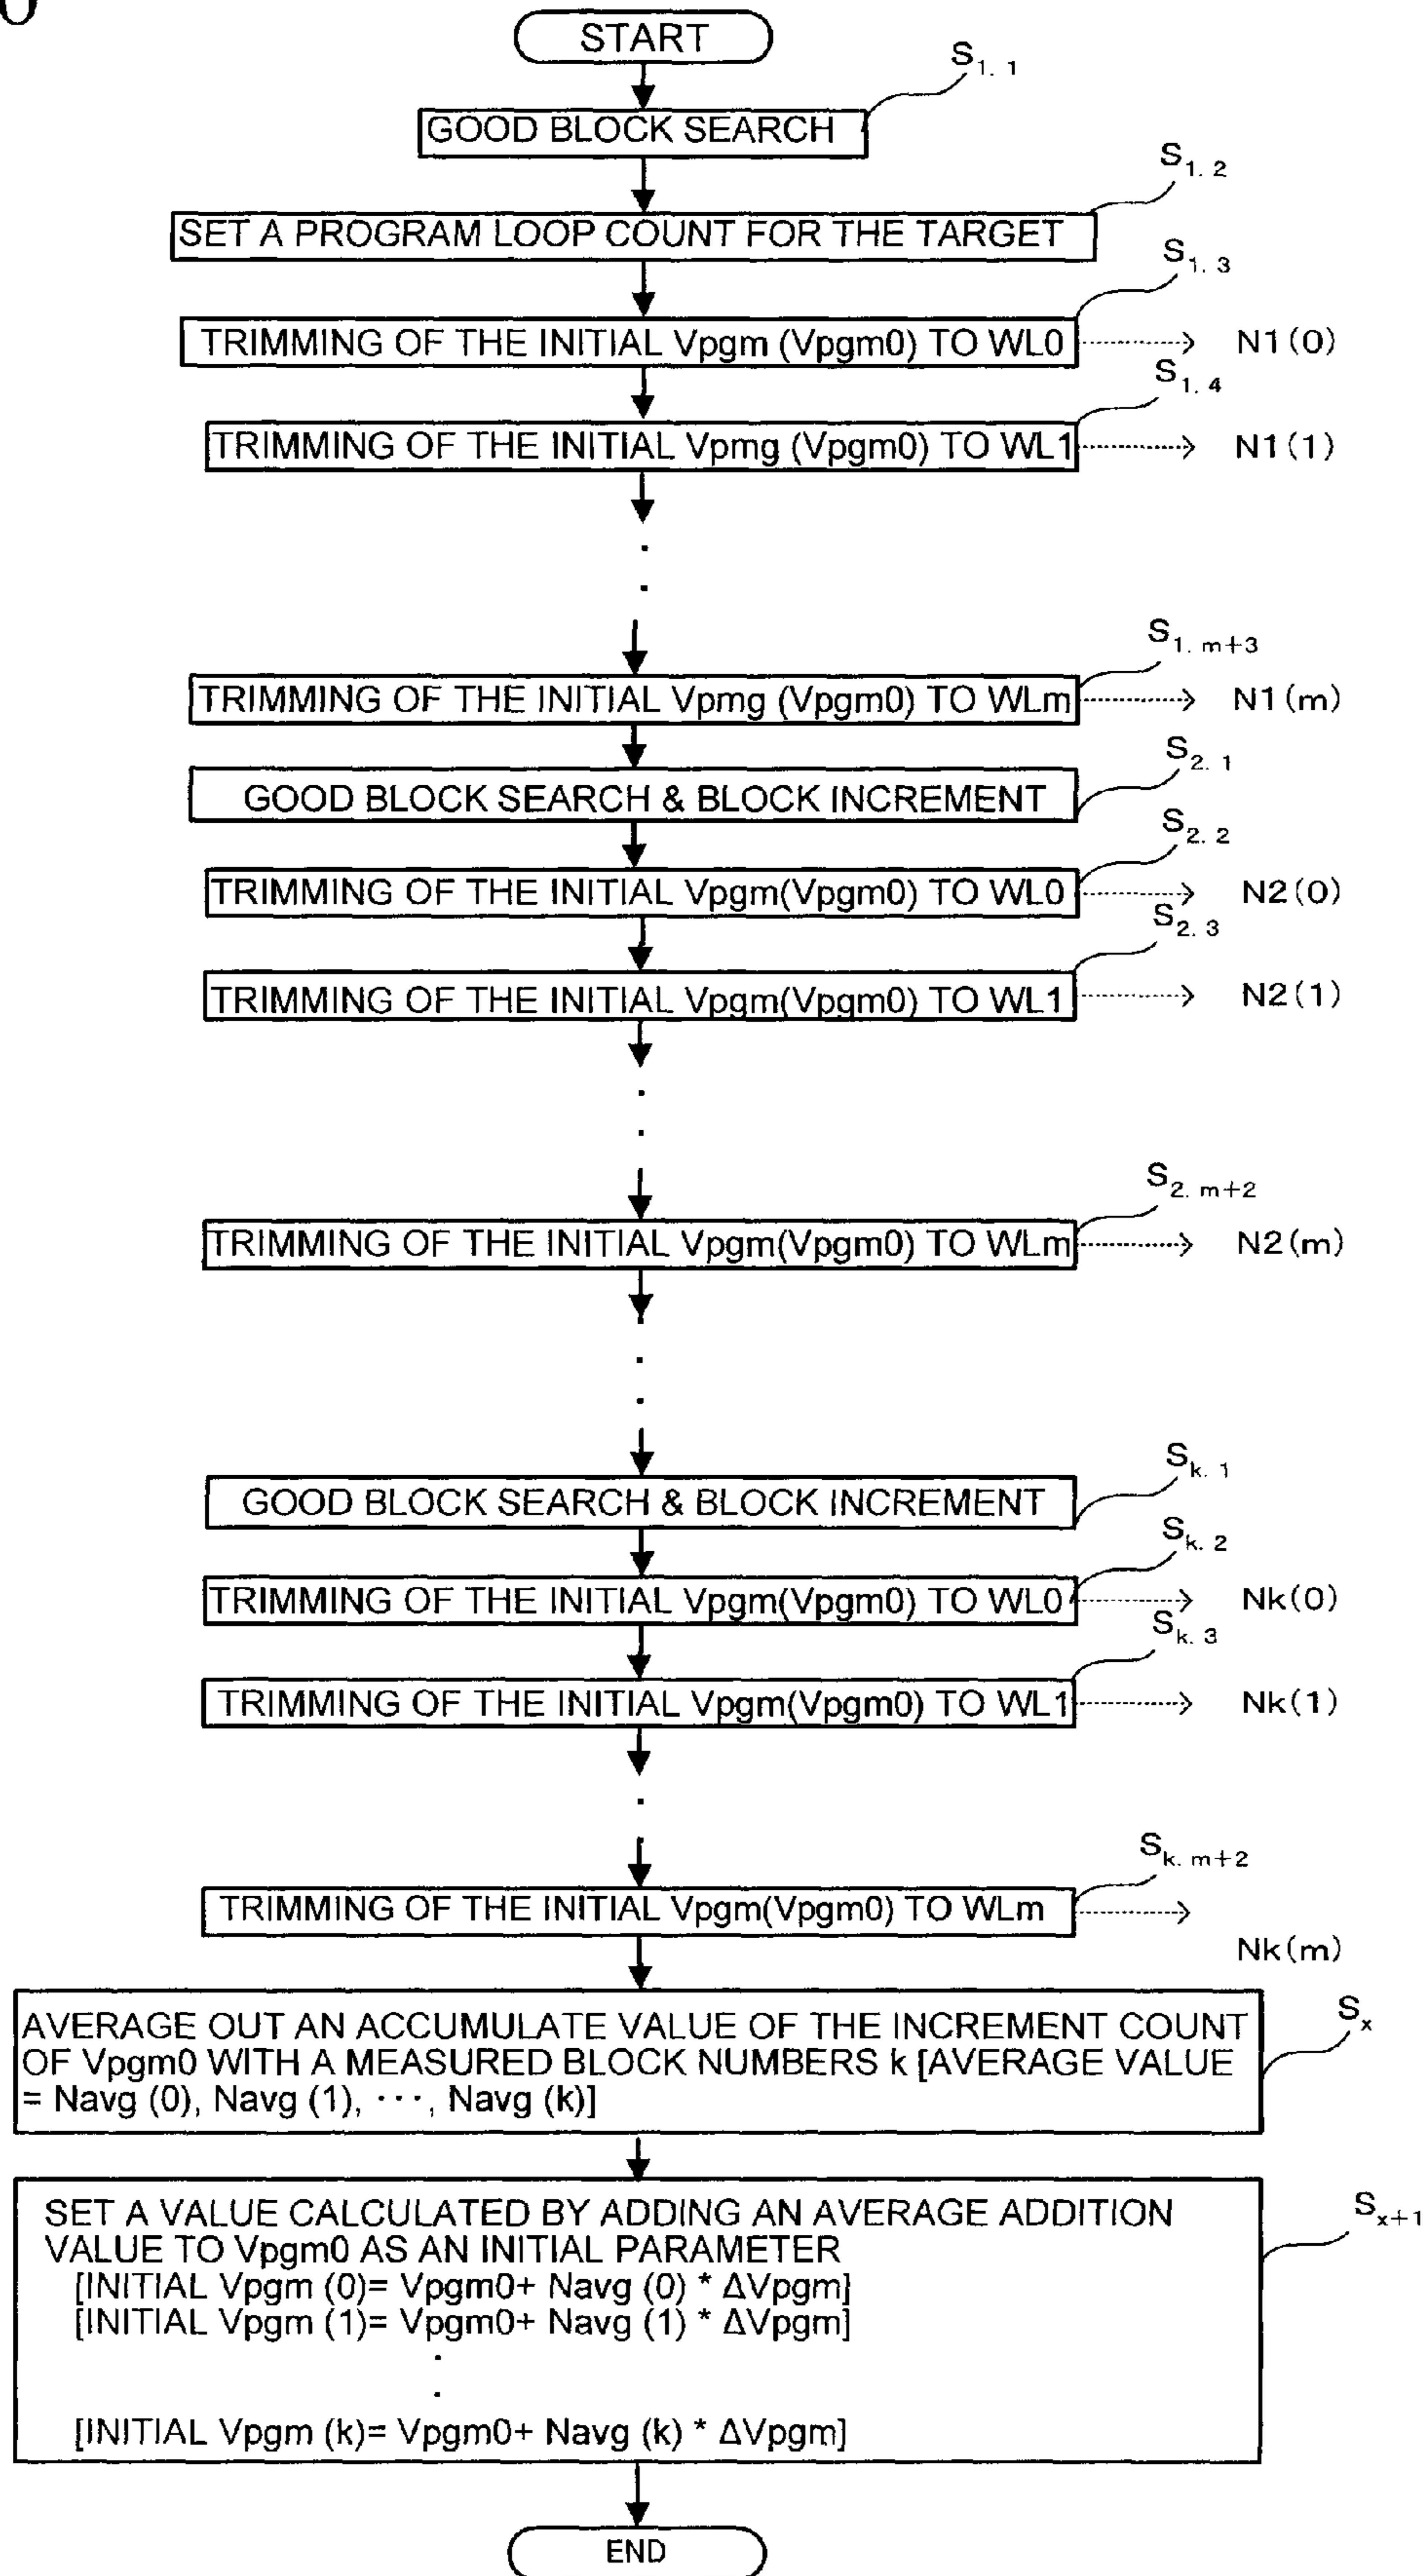 0
START
S1. 1
GOOD BLOCK SEARCH
S1. 2
SET A PROGRAM LOOP COUNT FOR THE TARGET
S1. 3
TRIMMING OF THE INITIAL Vpgm (Vpgm0) TO WL0
N1(0)
S1. 4
TRIMMING OF THE INITIAL Vpmg (Vpgm0) TO WL1
N1(1)
S1. m+3
TRIMMING OF THE INITIAL Vpmg (Vpgm0) TO WLm
N1(m)
S2. 1
GOOD BLOCK SEARCH & BLOCK INCREMENT
S2. 2
TRIMMING OF THE INITIAL Vpgm(Vpgm0) TO WL0
N2(0)
S2. 3
TRIMMING OF THE INITIAL Vpgm(Vpgm0) TO WL1
N2(1)
S2. m+2
TRIMMING OF THE INITIAL Vpgm(Vpgm0) TO WLm
N2(m)
Sk. 1
GOOD BLOCK SEARCH & BLOCK INCREMENT
Sk. 2
TRIMMING OF THE INITIAL Vpgm(Vpgm0) TO WL0
Nk(0)
Sk. 3
TRIMMING OF THE INITIAL Vpgm(Vpgm0) TO WL1
Nk(1)
Sk. m+2
TRIMMING OF THE INITIAL Vpgm(Vpgm0) TO WLm
Nk(m)
Sx
AVERAGE OUT AN ACCUMULATE VALUE OF THE INCREMENT COUNT
OF Vpgm0 WITH A MEASURED BLOCK NUMBERS k [AVERAGE VALUE
= Navg (0), Navg (1), ···, Navg (k)]
Sx+1
SET A VALUE CALCULATED BY ADDING AN AVERAGE ADDITION
VALUE TO Vpgm0 AS AN INITIAL PARAMETER
[INITIAL Vpgm (0)= Vpgm0+ Navg (0) * ΔVpgm]
[INITIAL Vpgm (1)= Vpgm0+ Navg (1) * ΔVpgm]
[INITIAL Vpgm (k)= Vpgm0+ Navg (k) * ΔVpgm]
END